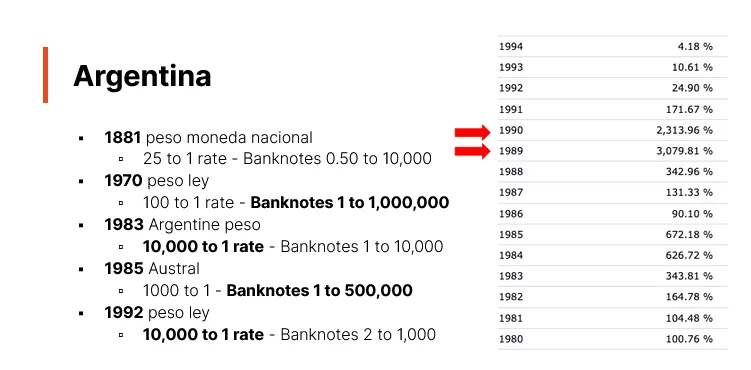 Argentina
1881 peso moneda nacional
25 to 1 rate - Banknotes 0.50 to 10,000
1970 peso ley
100 to 1 rate - Banknotes 1 to 1,000,000
1983 Argentine peso
10,000 to 1 rate - Banknotes 1 to 10,000
1985 Austral
1000 to 1 - Banknotes 1 to 500,000
1992 peso ley
10,000 to 1 rate - Banknotes 2 to 1,000
1994 4.18 %
1993 10.61 %
1992 24.90 %
1991 171.67 %
1990 2,313.96 %
1989 3,079.81 %
1988 342.96 %
1987 131.33 %
1986 90.10 %
1985 672.18 %
1984 626.72 %
1983 343.81 %
1982 164.78 %
1981 104.48 %
1980 100.76 %